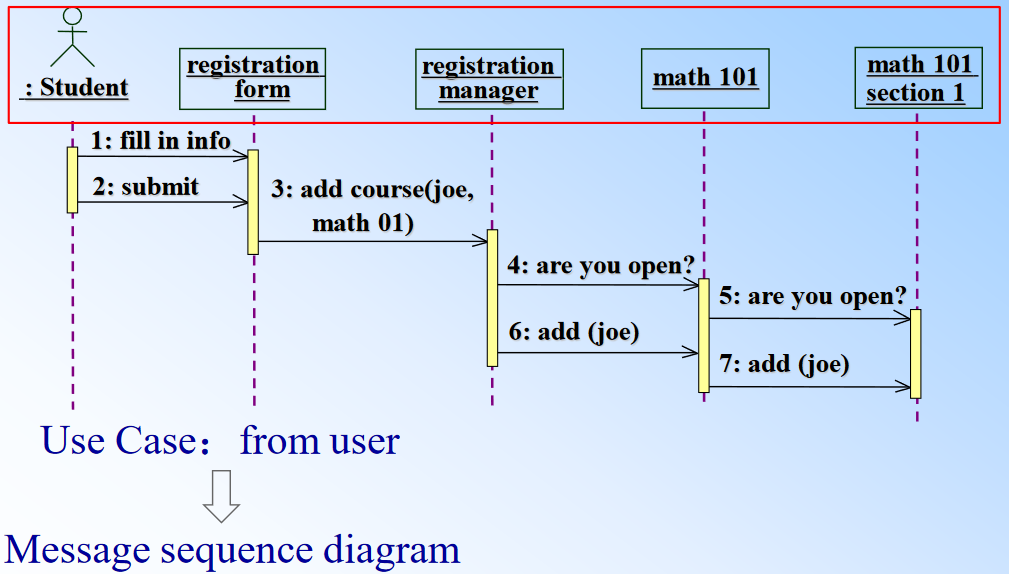 : Student
registration
form
registration
manager
math 101
math 101
section 1
1: fill in info
2: submit
3: add course(joe,
math 01)
4: are you open?
5: are you open?
6: add (joe)
7: add (joe)
Use Case：from user
Message sequence diagram